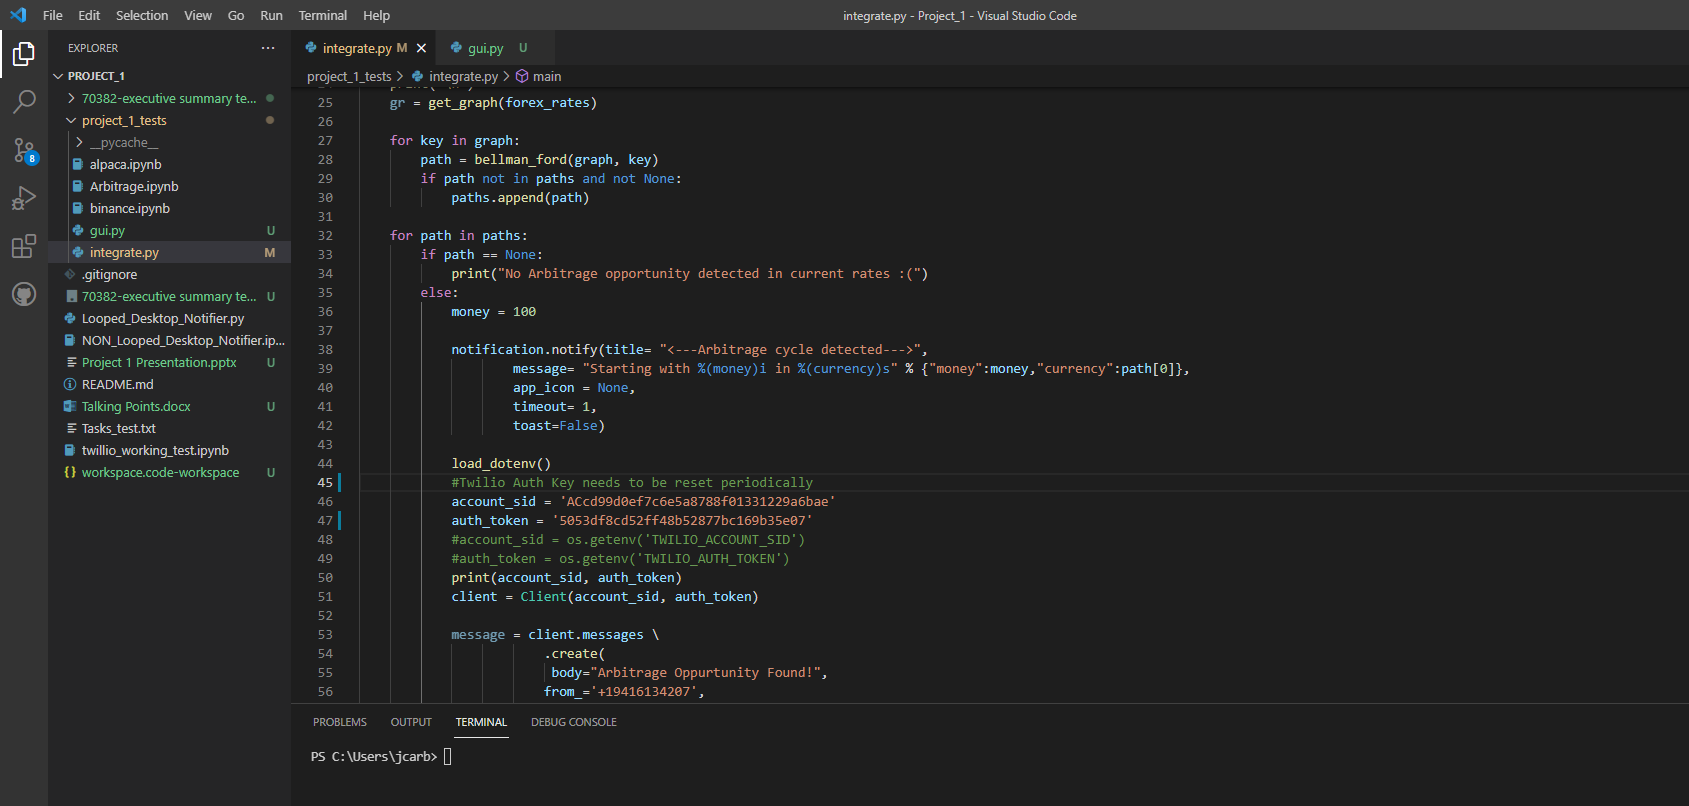 File Edit Selection View Go Run Terminal Help
integrate.py - Project_1 - Visual Studio Code
EXPLORER ...
PROJECT_1
70382-executive summary te...
project_1_tests
__pycache__
alpaca.ipynb
Arbitrage.ipynb
binance.ipynb
gui.py U
integrate.py M
.gitignore
70382-executive summary te... U
Looped_Desktop_Notifier.py
NON_Looped_Desktop_Notifier.ip...
Project 1 Presentation.pptx U
README.md
Talking Points.docx U
Tasks_test.txt
twillio_working_test.ipynb
workspace.code-workspace U
8
integrate.py M
gui.py U
project_1_tests > integrate.py > main
25 gr = get_graph(forex_rates)
26
27 for key in graph:
28 path = bellman_ford(graph, key)
29 if path not in paths and not None:
30 paths.append(path)
31
32 for path in paths:
33 if path == None:
34 print("No Arbitrage opportunity detected in current rates :(")
35 else:
36 money = 100
37
38 notification.notify(title= "<---Arbitrage cycle detected--->",
39 message= "Starting with %(money)i in %(currency)s" % {"money":money,"currency":path[0]},
40 app_icon = None,
41 timeout= 1,
42 toast=False)
43
44 load_dotenv()
45 #Twilio Auth Key needs to be reset periodically
46 account_sid = 'ACcd99d0ef7c6e5a8788f01331229a6bae'
47 auth_token = '5053df8cd52ff48b52877bc169b35e07'
48 #account_sid = os.getenv('TWILIO_ACCOUNT_SID')
49 #auth_token = os.getenv('TWILIO_AUTH_TOKEN')
50 print(account_sid, auth_token)
51 client = Client(account_sid, auth_token)
52
53 message = client.messages \
54 .create(
55 body="Arbitrage Oppurtunity Found!",
56 from_='+19416134207',
PROBLEMS OUTPUT TERMINAL DEBUG CONSOLE
PS C:\Users\jcarb>